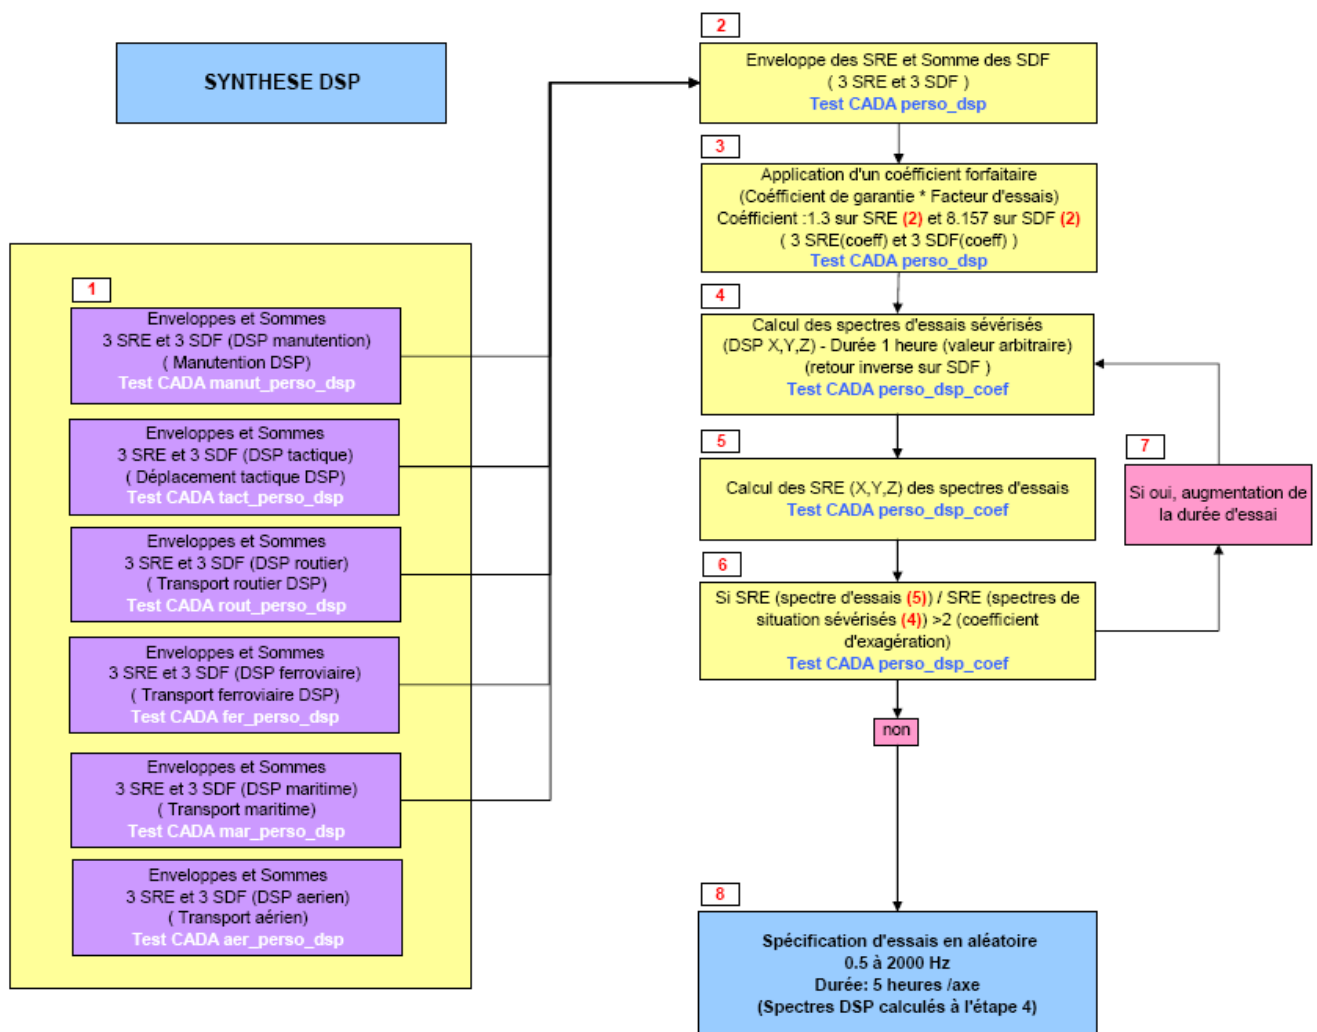 SYNTHESE DSP
1
Enveloppes et Sommes
3 SRE et 3 SDF (DSP manutention)
( Manutention DSP)
Test CADA manut_perso_dsp
Enveloppes et Sommes
3 SRE et 3 SDF (DSP tactique)
( Déplacement tactique DSP)
Test CADA tact_perso_dsp
Enveloppes et Sommes
3 SRE et 3 SDF (DSP routier)
( Transport routier DSP)
Test CADA rout_perso_dsp
Enveloppes et Sommes
3 SRE et 3 SDF (DSP ferroviaire)
( Transport ferroviaire DSP)
Test CADA fer_perso_dsp
Enveloppes et Sommes
3 SRE et 3 SDF (DSP maritime)
( Transport maritime)
Test CADA mar_perso_dsp
Enveloppes et Sommes
3 SRE et 3 SDF (DSP aerien)
( Transport aérien)
Test CADA aer_perso_dsp
2
Enveloppe des SRE et Somme des SDF
( 3 SRE et 3 SDF )
Test CADA perso_dsp
3
Application d'un coéfficient forfaitaire
(Coéfficient de garantie * Facteur d'essais)
Coéfficient :1.3 sur SRE (2) et 8.157 sur SDF (2)
( 3 SRE(coeff) et 3 SDF(coeff) )
Test CADA perso_dsp
4
Calcul des spectres d'essais sévérisés
(DSP X,Y,Z) - Durée 1 heure (valeur arbitraire)
(retour inverse sur SDF )
Test CADA perso_dsp_coef
5
Calcul des SRE (X,Y,Z) des spectres d'essais
Test CADA perso_dsp_coef
6
Si SRE (spectre d'essais (5)) / SRE (spectres de
situation sévérisés (4)) >2 (coefficient
d'exagération)
Test CADA perso_dsp_coef
7
Si oui, augmentation de
la durée d'essai
non
8
Spécification d'essais en aléatoire
0.5 à 2000 Hz
Durée: 5 heures /axe
(Spectres DSP calculés à l'étape 4)